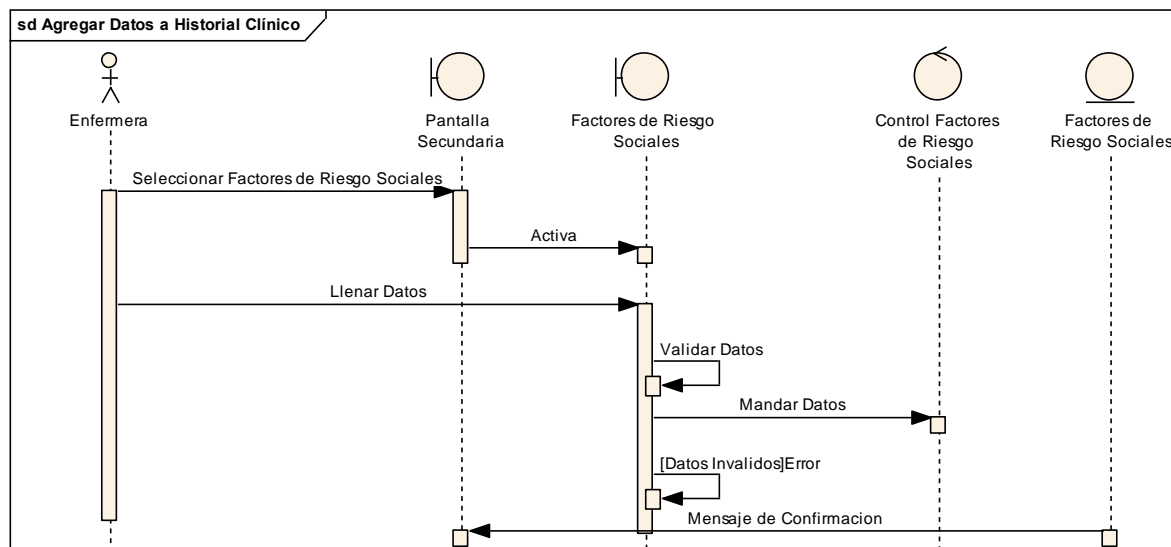 sd Agregar Datos a Historial Clínico
Enfermera
Pantalla
Secundaria
Factores de Riesgo
Sociales
Control Factores
de Riesgo
Sociales
Factores de
Riesgo Sociales
Seleccionar Factores de Riesgo Sociales
Activa
Llenar Datos
Validar Datos
Mandar Datos
[Datos Invalidos]Error
Mensaje de Confirmacion